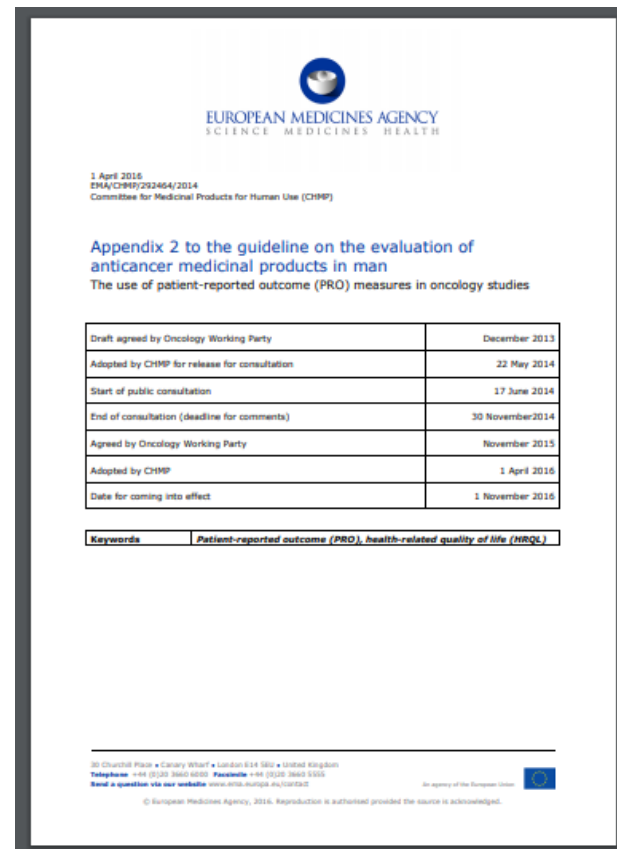 EUROPEAN MEDICINES AGENCY
SCIENCE MEDICINES HEALTH
1 April 2016
EMA/CHMP/292464/2014
Committee for Medicinal Products for Human Use (CHMP)
Appendix 2 to the guideline on the evaluation of
anticancer medicinal products in man
The use of patient-reported outcome (PRO) measures in oncology studies
Draft agreed by Oncology Working Party December 2013
Adopted by CHMP for release for consultation 22 May 2014
Start of public consultation 17 June 2014
End of consultation (deadline for comments) 30 November2014
Agreed by Oncology Working Party November 2015
Adopted by CHMP 1 April 2016
Date for coming into effect 1 November 2016
Keywords Patient-reported outcome (PRO), health-related quality of life (HRQL)
30 Churchill Place • Canary Wharf • London E14 5EU • United Kingdom
Telephone +44 (0)20 3660 6000 Facsimile +44 (0)20 3660 5555
Send a question via our website www.ema.europa.eu/contact
An agency of the European Union
© European Medicines Agency, 2016. Reproduction is authorised provided the source is acknowledged.